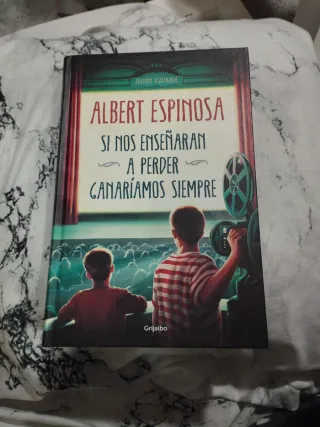 EDICIÓN ILUSTRADA
ALBERT ESPINOSA
SI NOS ENSEÑARAN
A PERDER
GANARÍAMOS SIEMPRE
Grijalbo